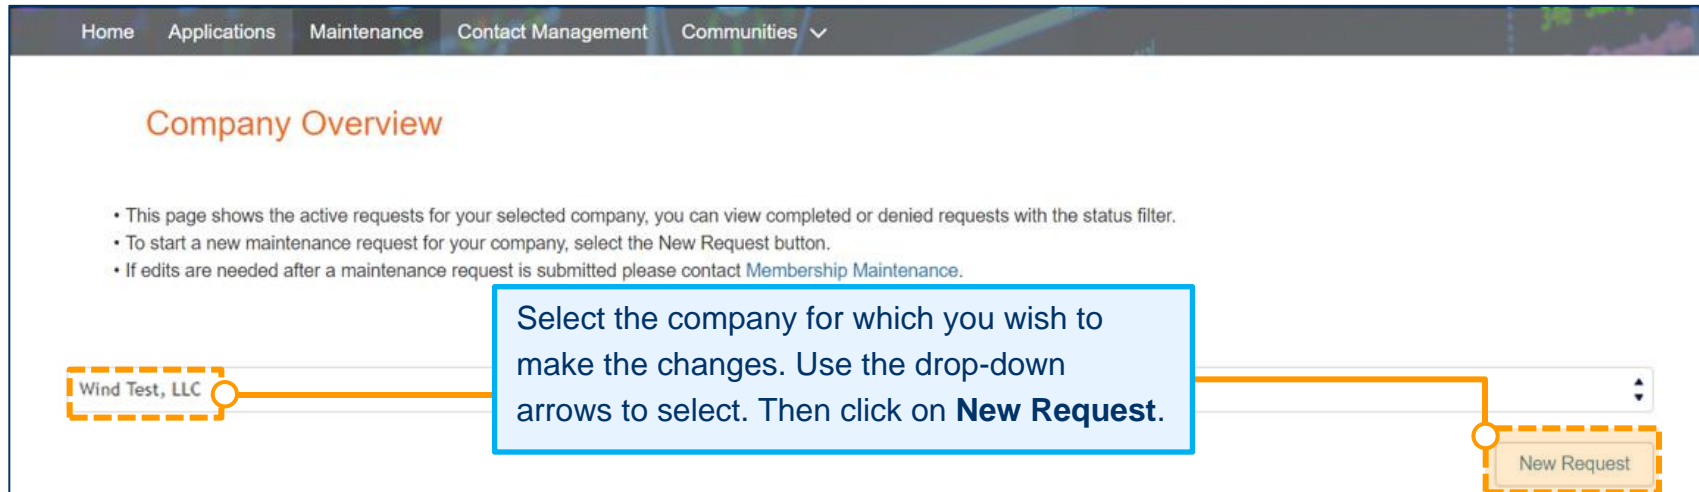 Home Applications Maintenance Contact Management Communities
Company Overview
• This page shows the active requests for your selected company, you can view completed or denied requests with the status filter.
• To start a new maintenance request for your company, select the New Request button.
• If edits are needed after a maintenance request is submitted please contact Membership Maintenance.
Select the company for which you wish to
make the changes. Use the drop-down
arrows to select. Then click on New Request.
Wind Test, LLC
New Request